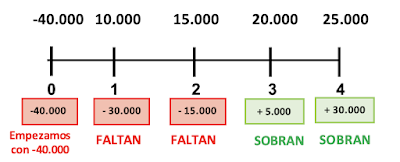 -40.000 10.000 15.000 20.000 25.000
0 1 2 3 4
-40.000 - 30.000 - 15.000 + 5.000 + 30.000
Empezamos
con -40.000 FALTAN FALTAN SOBRAN SOBRAN